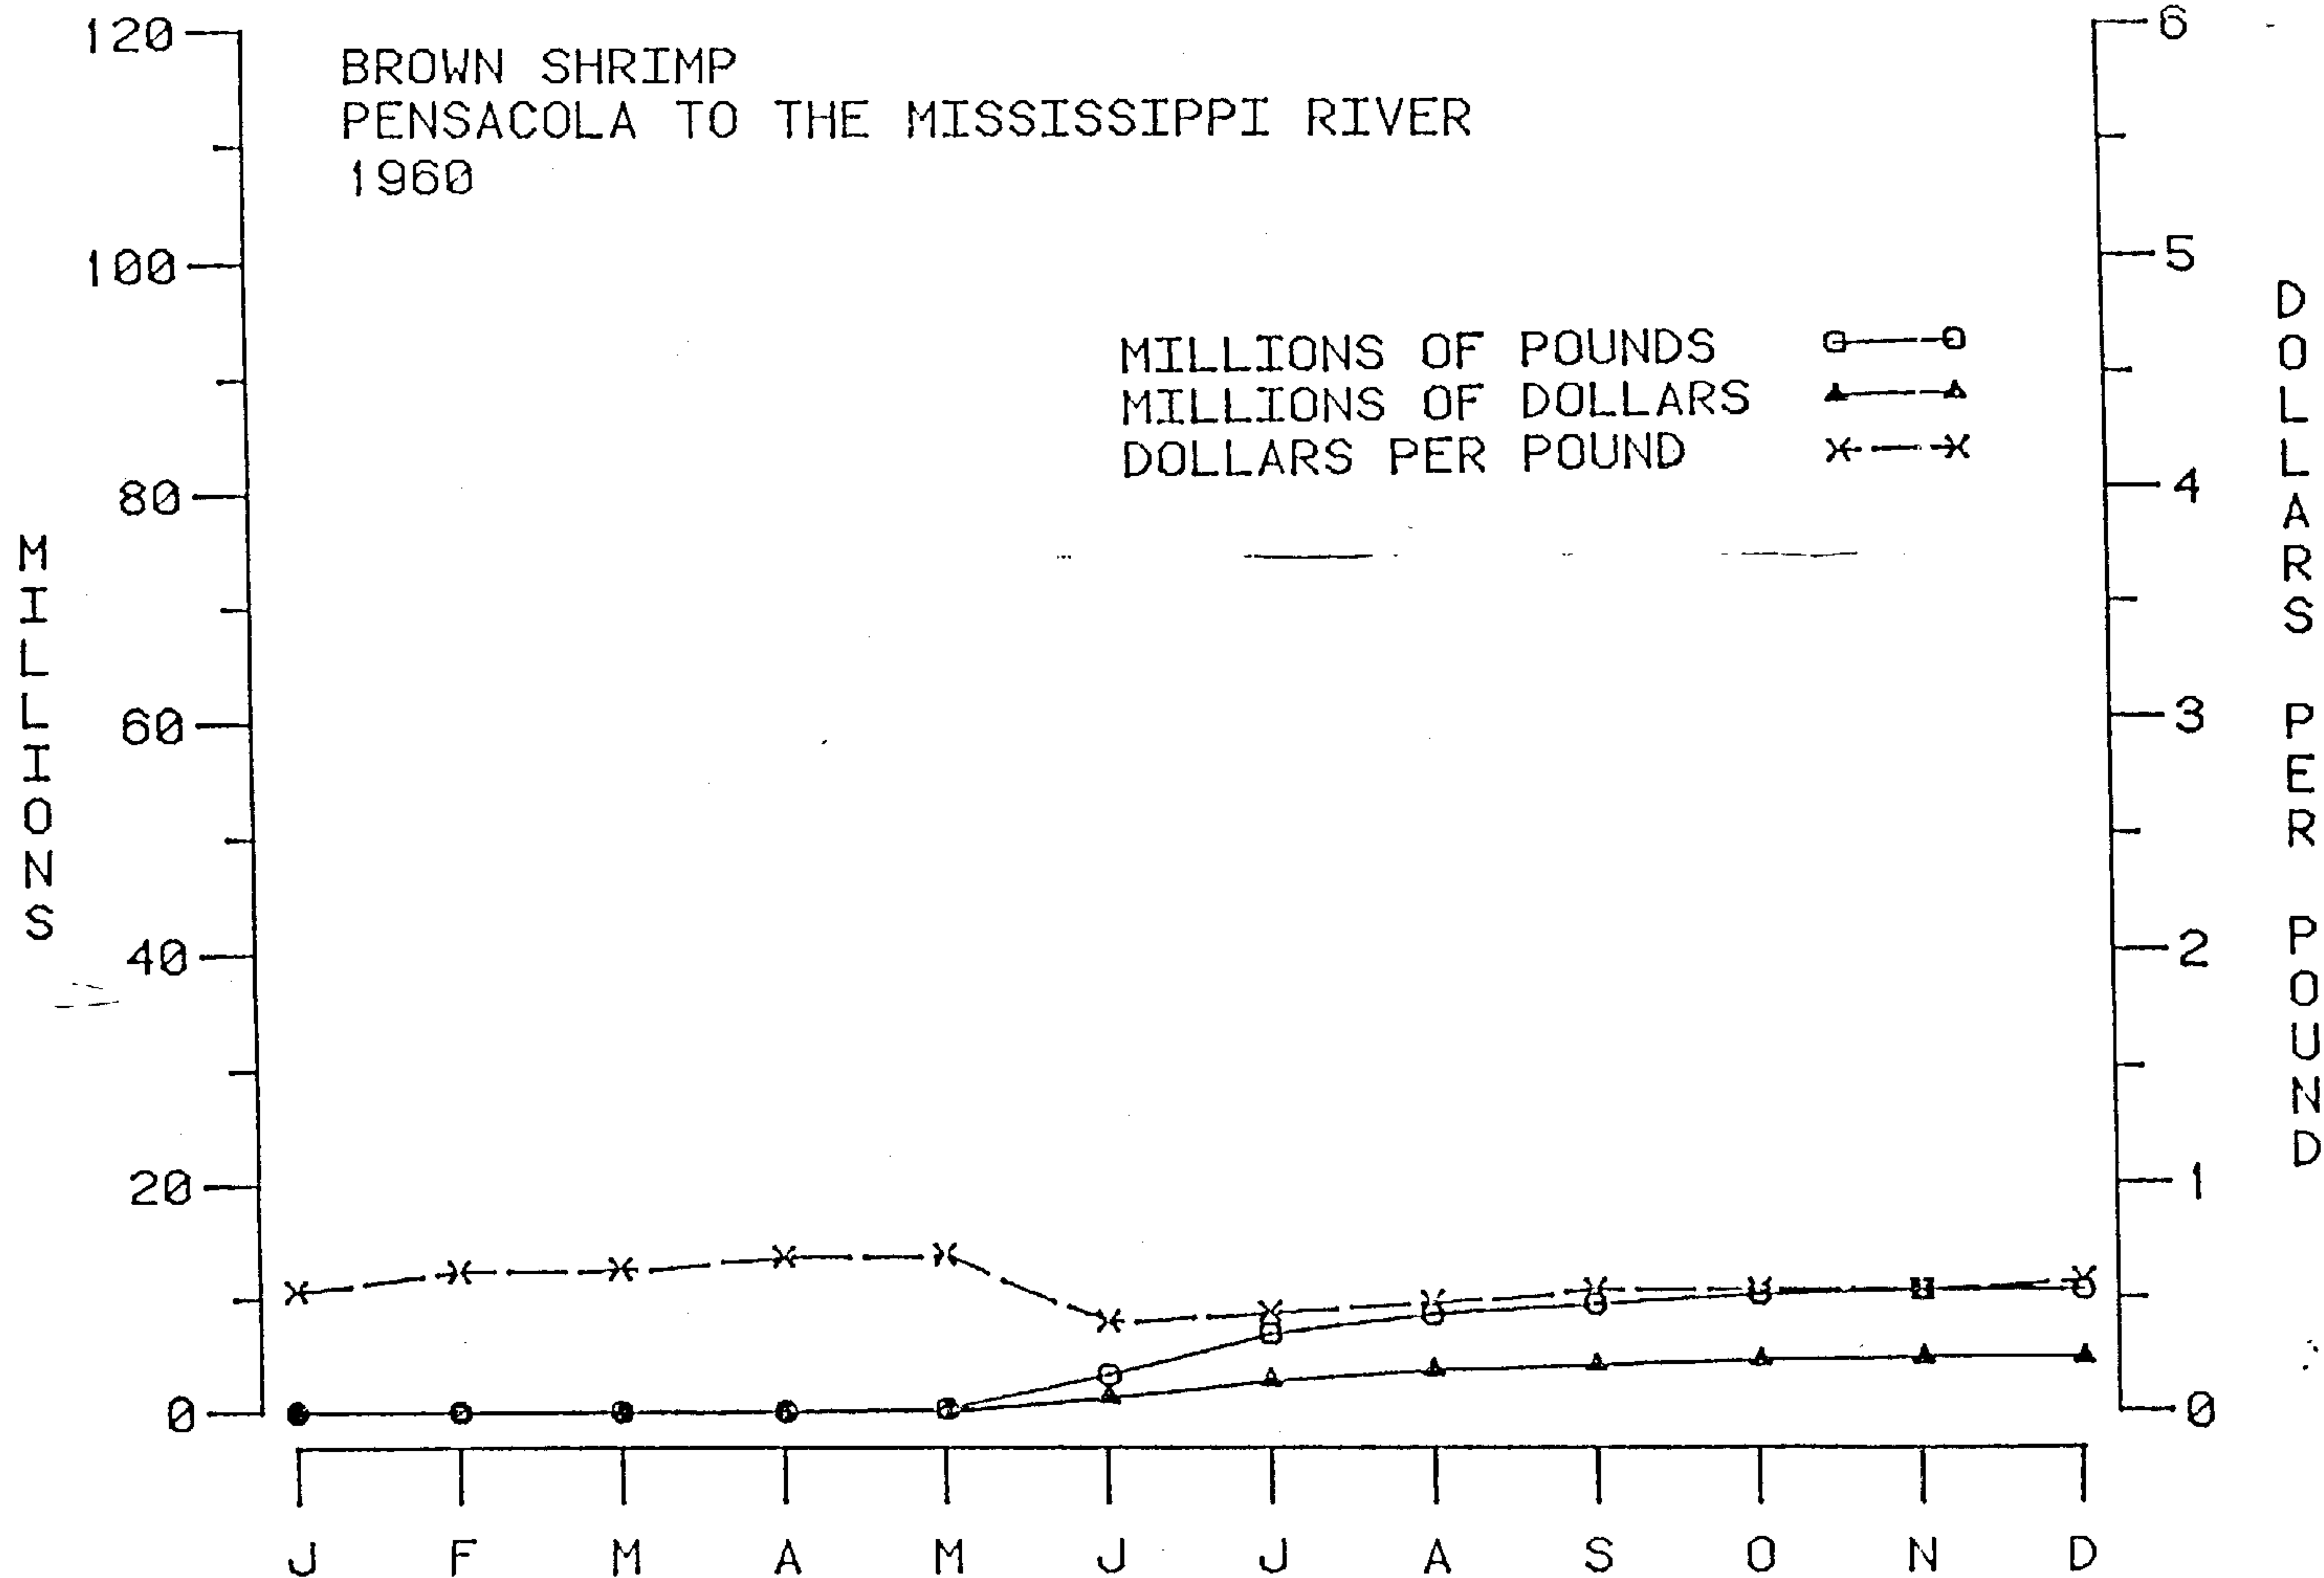 BROWN SHRIMP
PENSACOLA TO THE MISSISSIPPI RIVER
1960
MILLIONS OF POUNDS
MILLIONS OF DOLLARS
DOLLARS PER POUND
MILLIONS
120
100
80
60
40
20
0
DOLLARS PER POUND
6
5
4
3
2
1
0
J F M A M J J A S O N D